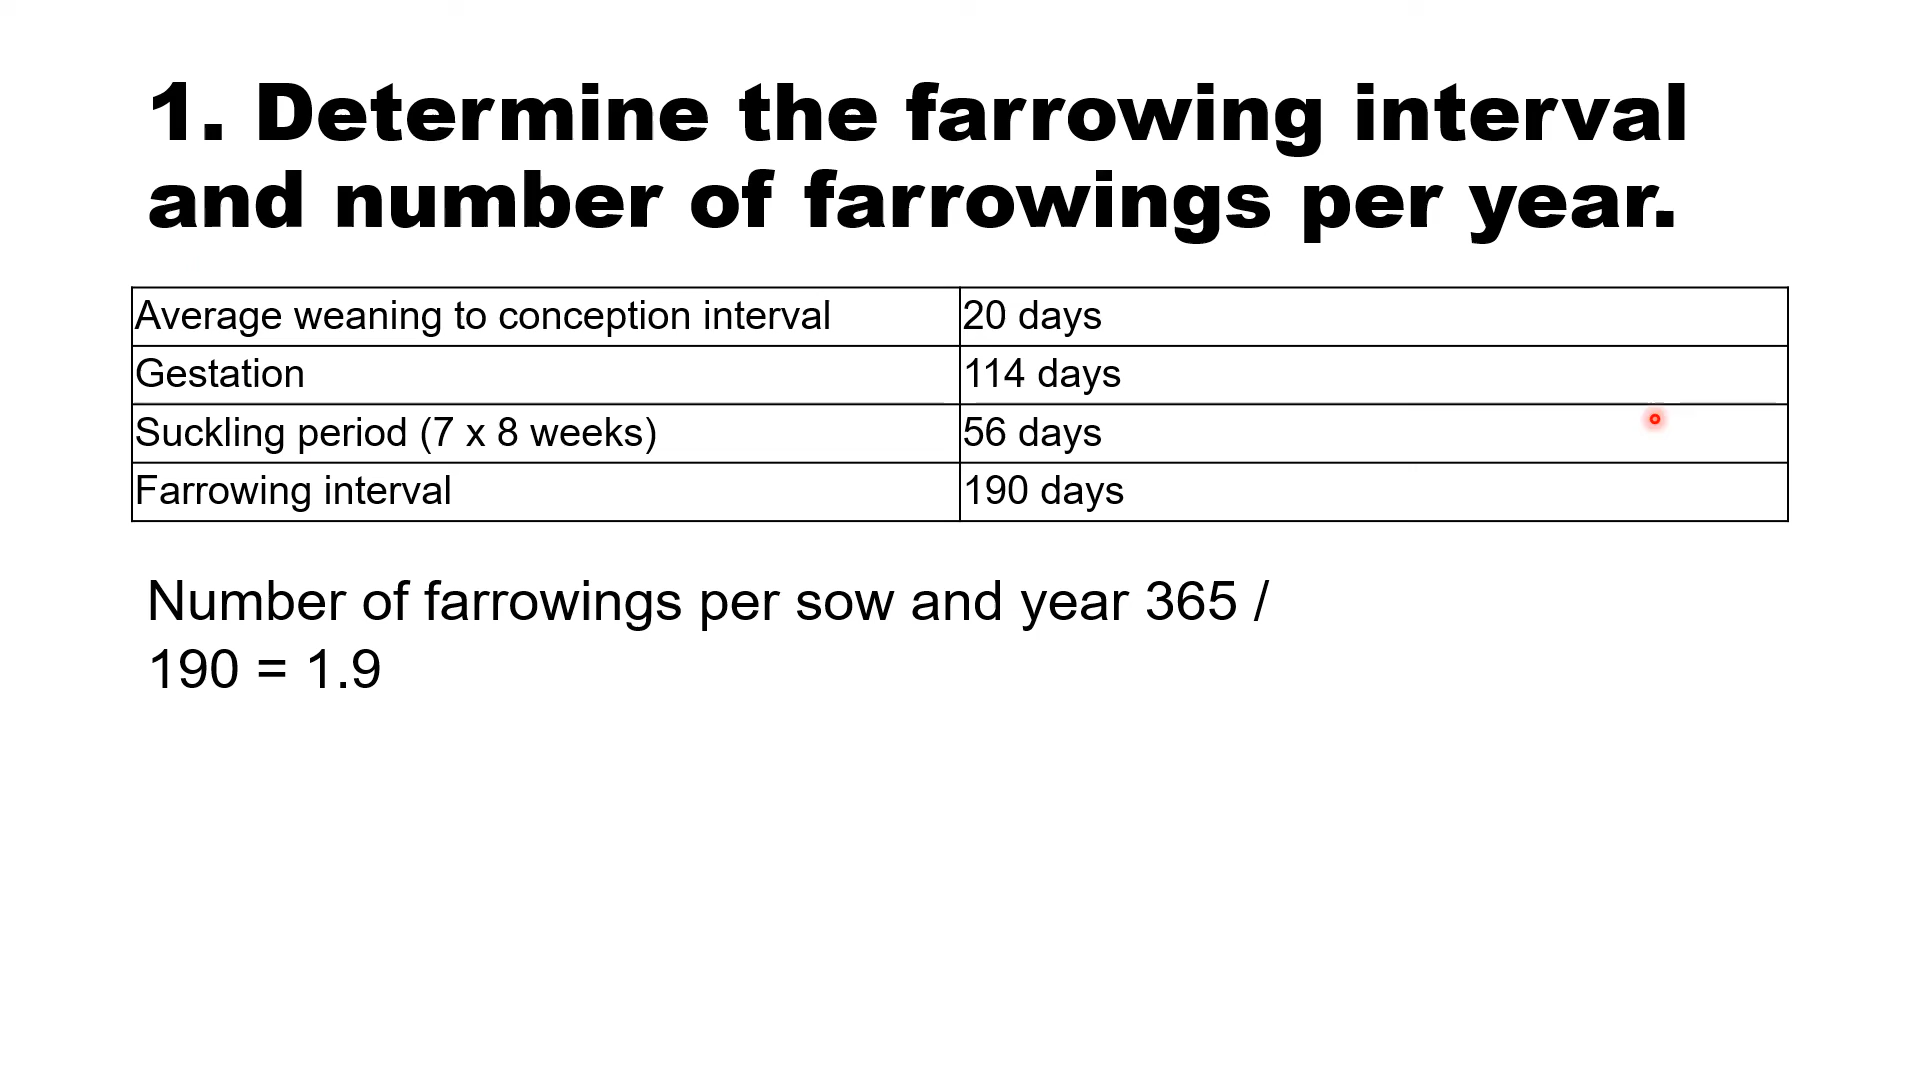 1. Determine the farrowing interval
and number of farrowings per year.
Average weaning to conception interval 20 days
Gestation 114 days
Suckling period (7 x 8 weeks) 56 days
Farrowing interval 190 days
Number of farrowings per sow and year 365 /
190 = 1.9